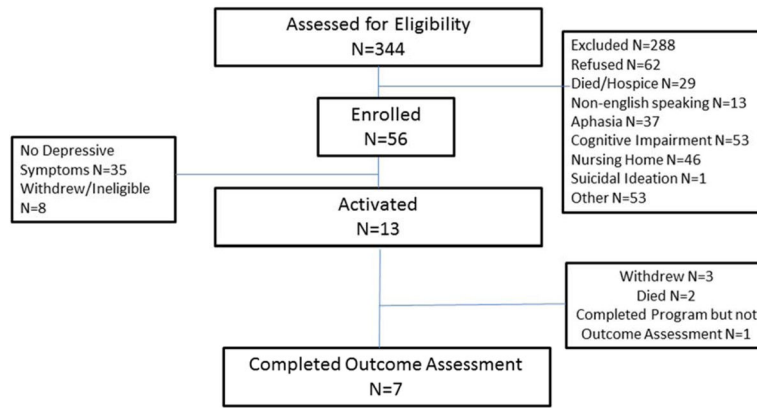 Assessed for Eligibility
N=344
Excluded N=288
Refused N=62
Died/Hospice N=29
Non-english speaking N=13
Aphasia N=37
Cognitive Impairment N=53
Nursing Home N=46
Suicidal Ideation N=1
Other N=53
Enrolled
N=56
No Depressive
Symptoms N=35
Withdrew/Ineligible
N=8
Activated
N=13
Withdrew N=3
Died N=2
Completed Program but not
Outcome Assessment N=1
Completed Outcome Assessment
N=7